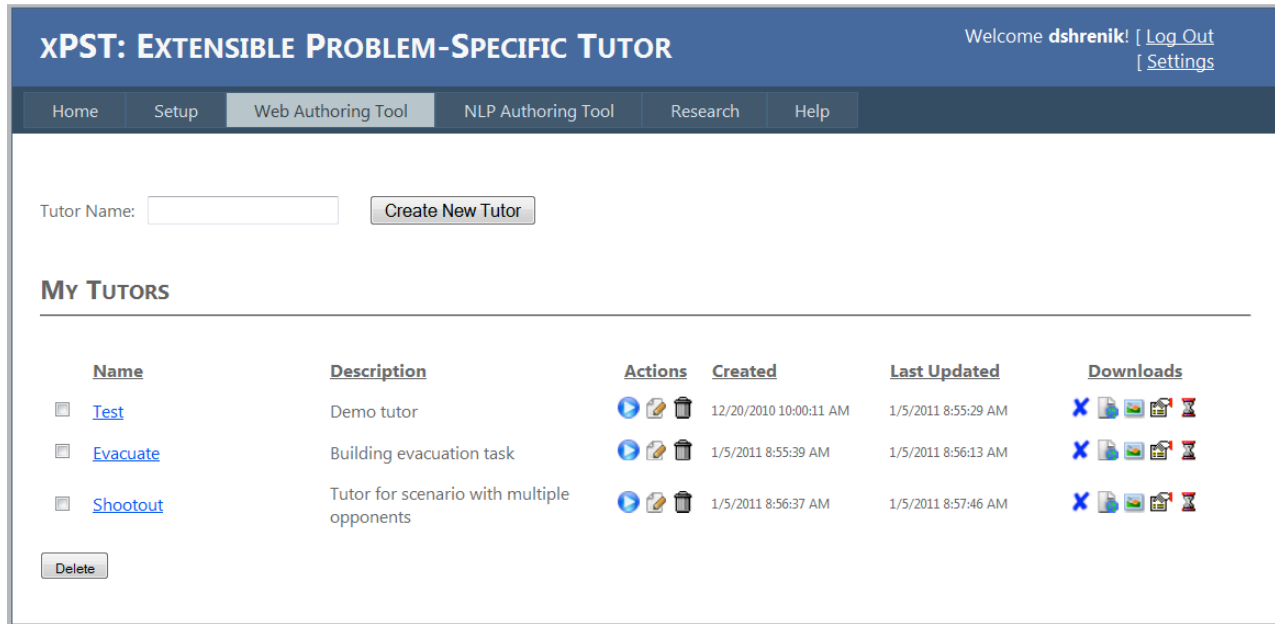 XPST: EXTENSIBLE PROBLEM-SPECIFIC TUTOR
Welcome dshrenik! [ Log Out
[ Settings
Home Setup Web Authoring Tool NLP Authoring Tool Research Help
Tutor Name: Create New Tutor
MY TUTORS
Name Description Actions Created Last Updated Downloads
Test Demo tutor 12/20/2010 10:00:11 AM 1/5/2011 8:55:29 AM
Evacuate Building evacuation task 1/5/2011 8:55:39 AM 1/5/2011 8:56:13 AM
Shootout Tutor for scenario with multiple opponents 1/5/2011 8:56:37 AM 1/5/2011 8:57:46 AM
Delete